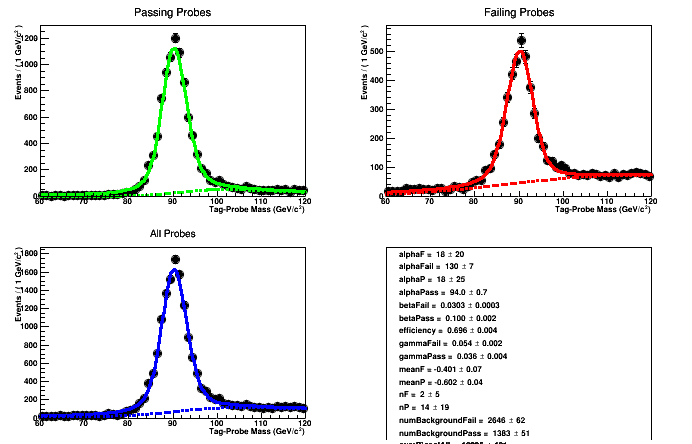 Passing Probes
Events / ( 1 GeV/c² )
1200
1000
800
600
400
200
0
60 70 80 90 100 110 120
Tag-Probe Mass (GeV/c²)
Failing Probes
Events / ( 1 GeV/c² )
500
400
300
200
100
60 70 80 90 100 110 120
Tag-Probe Mass (GeV/c²)
All Probes
Events / ( 1 GeV/c² )
1800
1600
1400
1200
1000
800
600
400
200
0
60 70 80 90 100 110 120
Tag-Probe Mass (GeV/c²)
alphaF = 18 ± 20
alphaFail = 130 ± 7
alphaP = 18 ± 25
alphaPass = 94.0 ± 0.7
betaFail = 0.0303 ± 0.0003
betaPass = 0.100 ± 0.002
efficiency = 0.696 ± 0.004
gammaFail = 0.054 ± 0.002
gammaPass = 0.036 ± 0.004
meanF = -0.401 ± 0.07
meanP = -0.602 ± 0.04
nF = 2 ± 5
nP = 14 ± 19
numBackgroundFail = 2646 ± 62
numBackgroundPass = 1383 ± 51